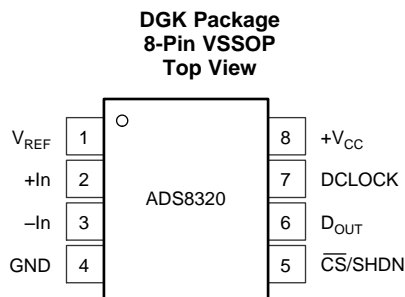 DGK Package
8-Pin VSSOP
Top View
VREF 1 8 +VCC
+In 2 7 DCLOCK
ADS8320
–In 3 6 DOUT
GND 4 5 C̅S̅/SHDN